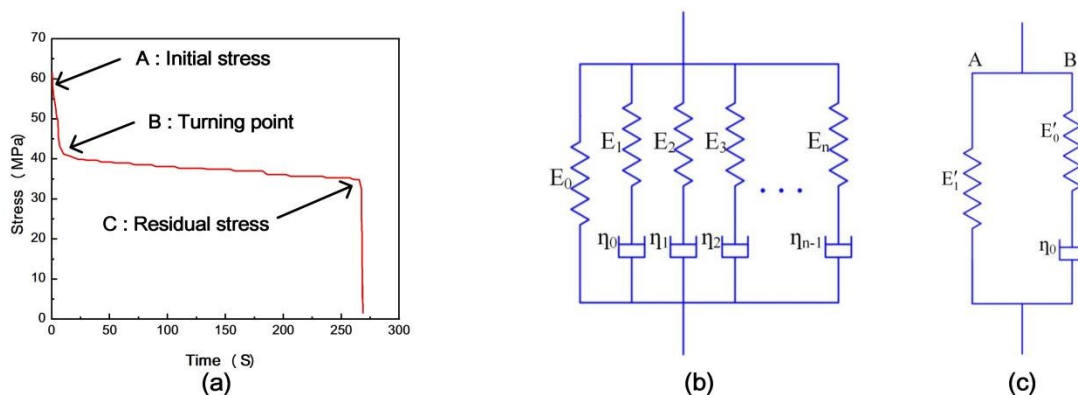 70
60
50
40
30
20
10
0
Stress (MPa)
A : Initial stress
B : Turning point
C : Residual stress
0 50 100 150 200 250 300
Time ( S)
(a)
E0
E1
E2
E3
En
η0
η1
η2
ηn-1
(b)
A
B
E′1
E′0
η0
(c)